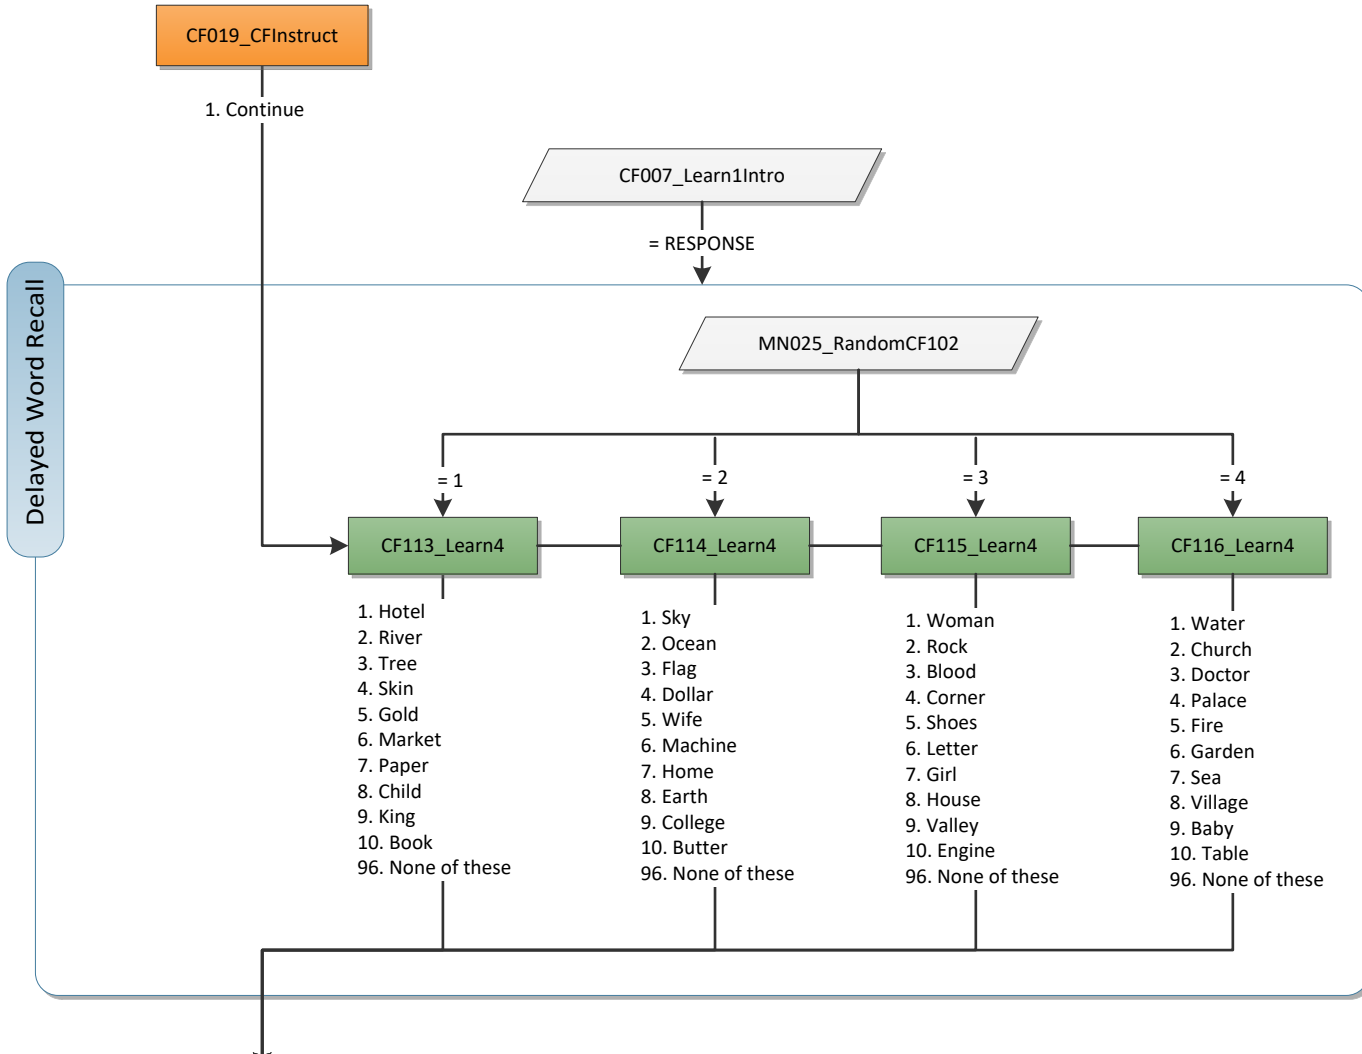 CF019_CFInstruct
1. Continue
CF007_Learn1Intro
= RESPONSE
Delayed Word Recall
MN025_RandomCF102
= 1
= 2
= 3
= 4
CF113_Learn4
CF114_Learn4
CF115_Learn4
CF116_Learn4
1. Hotel
2. River
3. Tree
4. Skin
5. Gold
6. Market
7. Paper
8. Child
9. King
10. Book
96. None of these
1. Sky
2. Ocean
3. Flag
4. Dollar
5. Wife
6. Machine
7. Home
8. Earth
9. College
10. Butter
96. None of these
1. Woman
2. Rock
3. Blood
4. Corner
5. Shoes
6. Letter
7. Girl
8. House
9. Valley
10. Engine
96. None of these
1. Water
2. Church
3. Doctor
4. Palace
5. Fire
6. Garden
7. Sea
8. Village
9. Baby
10. Table
96. None of these